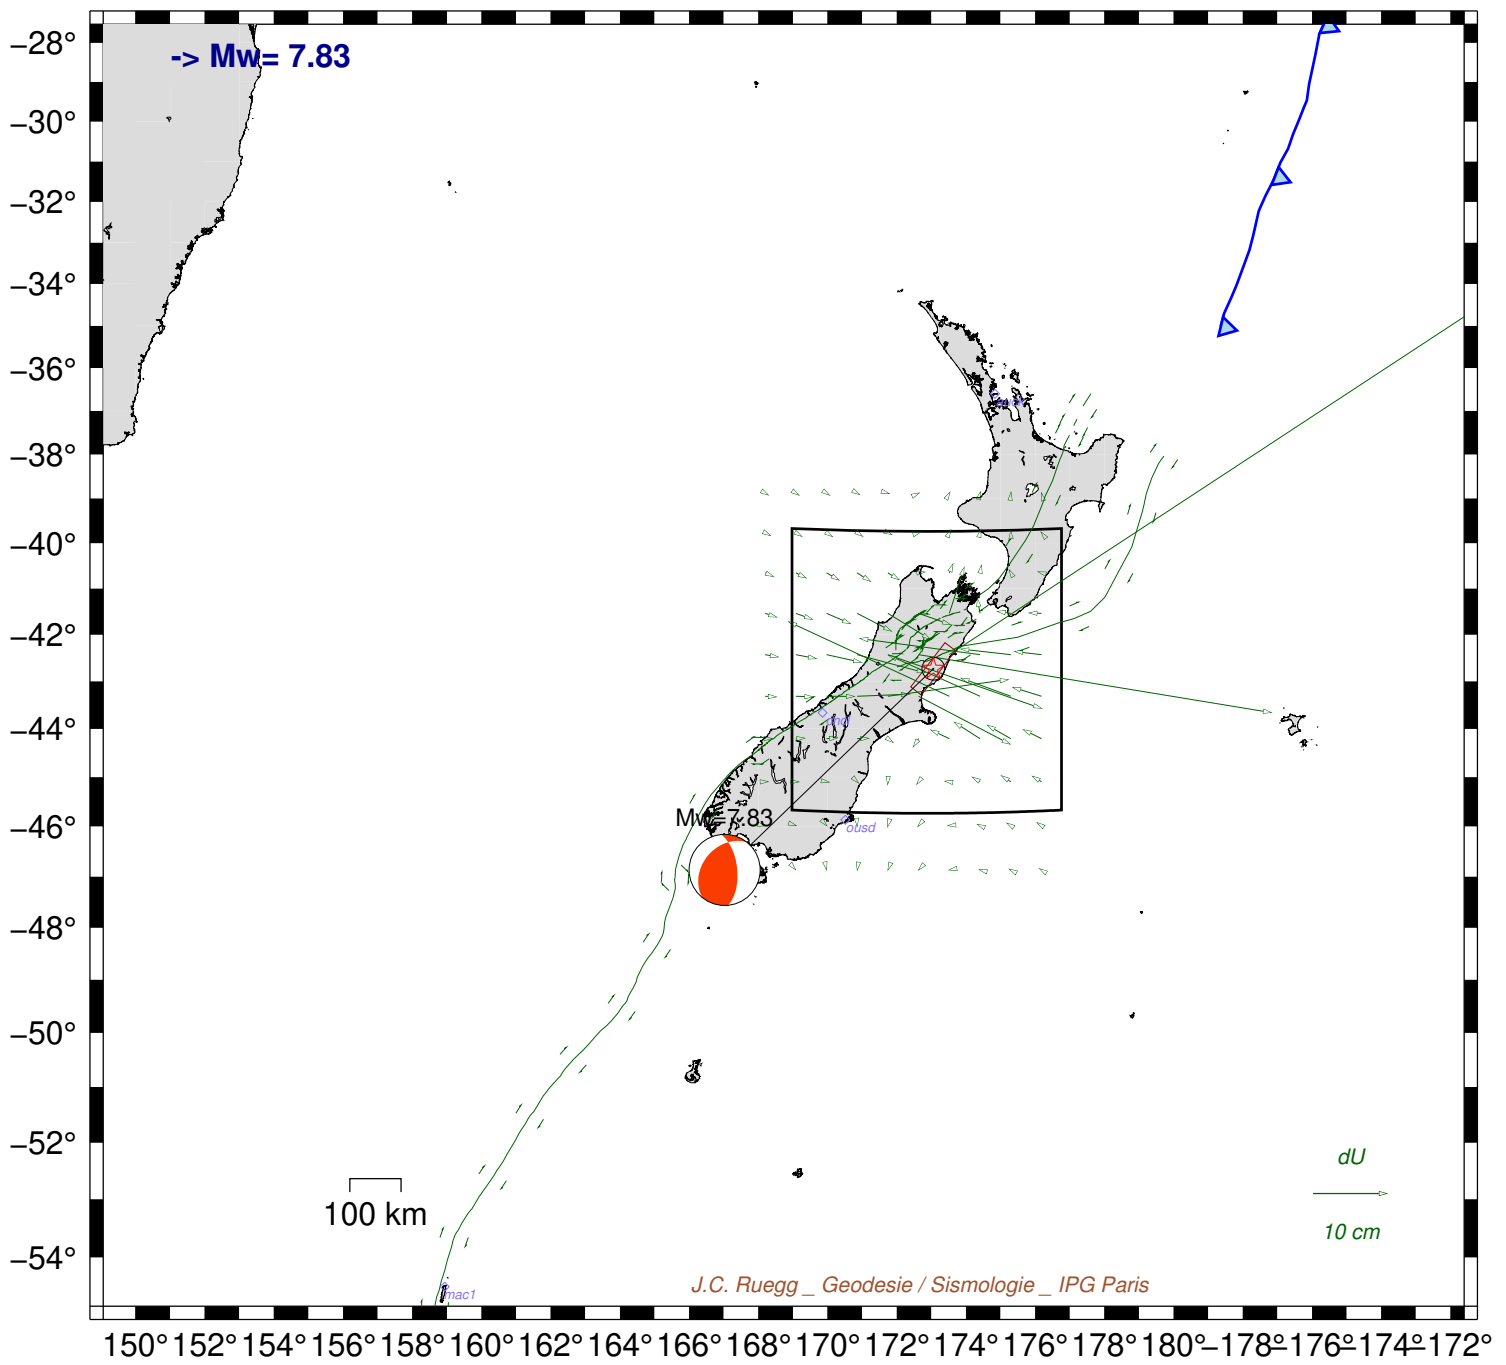 -> Mw= 7.83
−28°
−30°
−32°
−34°
−36°
−38°
−40°
−42°
−44°
−46°
−48°
−50°
−52°
−54°
Mw=7.83
ousd
mac1
100 km
dU
10 cm
J.C. Ruegg _ Geodesie / Sismologie _ IPG Paris
150° 152° 154° 156° 158° 160° 162° 164° 166° 168° 170° 172° 174° 176° 178° 180° −178° −176° −174° −172°